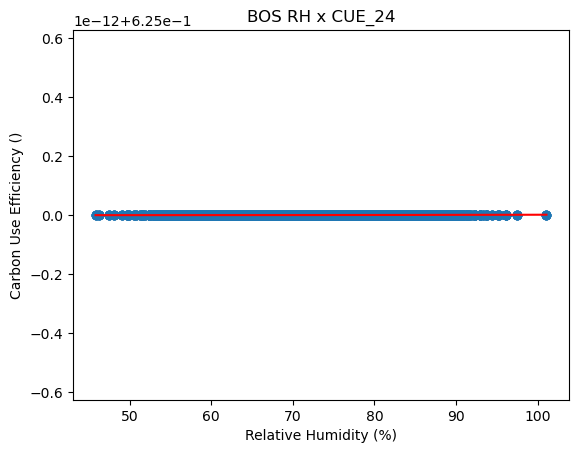 BOS RH x CUE_24
1e−12+6.25e−1
0.6
0.4
0.2
0.0
−0.2
−0.4
−0.6
Carbon Use Efficiency ()
50 60 70 80 90 100
Relative Humidity (%)